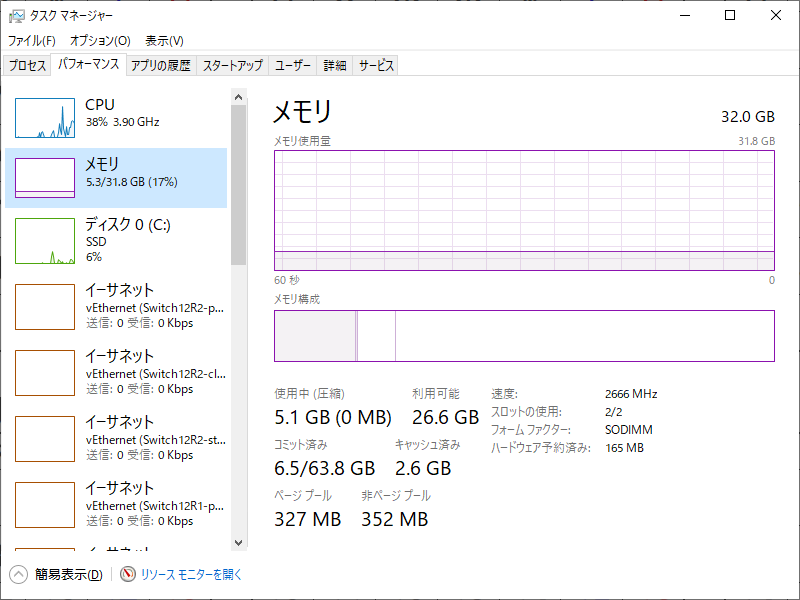 タスク マネージャー
ファイル(F) オプション(O) 表示(V)
プロセス パフォーマンス アプリの履歴 スタートアップ ユーザー 詳細 サービス
CPU
38% 3.90 GHz
メモリ
5.3/31.8 GB (17%)
ディスク 0 (C:)
SSD
6%
イーサネット
vEthernet (Switch12R2-p...
送信: 0 受信: 0 Kbps
イーサネット
vEthernet (Switch12R2-cl...
送信: 0 受信: 0 Kbps
イーサネット
vEthernet (Switch12R2-st...
送信: 0 受信: 0 Kbps
イーサネット
vEthernet (Switch12R1-p...
送信: 0 受信: 0 Kbps
メモリ 32.0 GB
メモリ使用量 31.8 GB
60 秒 0
メモリ構成
使用中 (圧縮) 利用可能
5.1 GB (0 MB) 26.6 GB
コミット済み キャッシュ済み
6.5/63.8 GB 2.6 GB
ページ プール 非ページ プール
327 MB 352 MB
速度: 2666 MHz
スロットの使用: 2/2
フォーム ファクター: SODIMM
ハードウェア予約済み: 165 MB
簡易表示(D) リソース モニターを開く